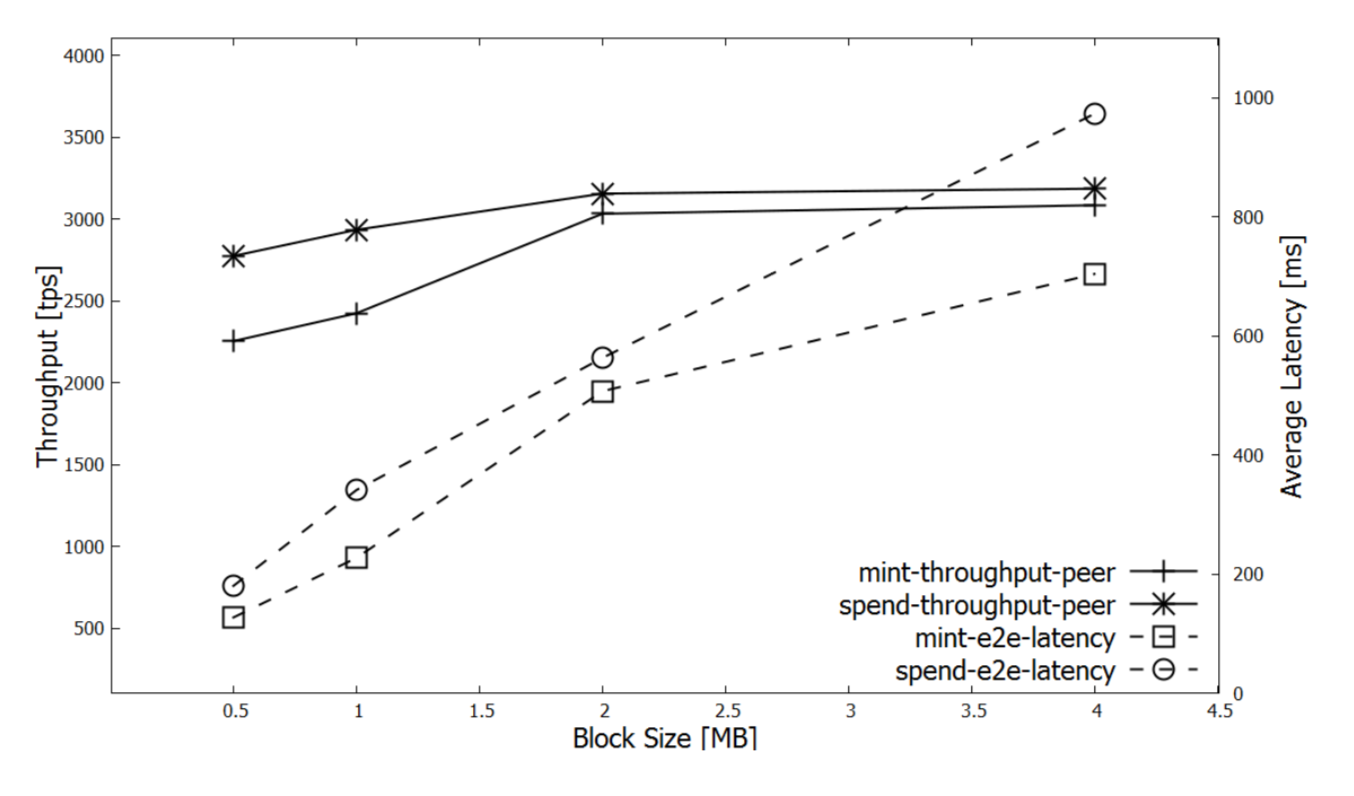 4000
3500
3000
2500
2000
1500
1000
500
Throughput [tps]
1000
800
600
400
200
0
Average Latency [ms]
mint-throughput-peer
spend-throughput-peer
mint-e2e-latency
spend-e2e-latency
0.5 1 1.5 2 2.5 3 3.5 4 4.5
Block Size [MB]